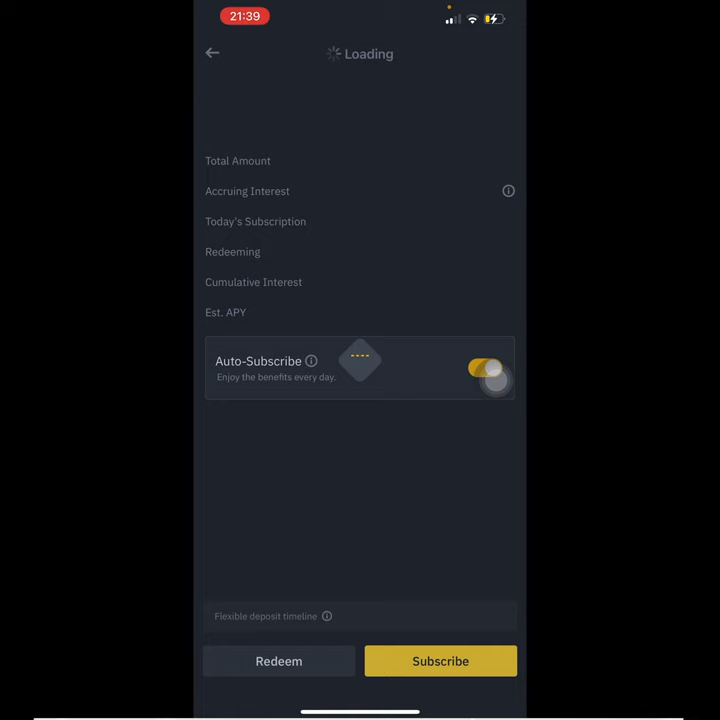 21:39
Loading
Total Amount
Accruing Interest
Today's Subscription
Redeeming
Cumulative Interest
Est. APY
Auto-Subscribe
Enjoy the benefits every day.
Flexible deposit timeline
Redeem
Subscribe